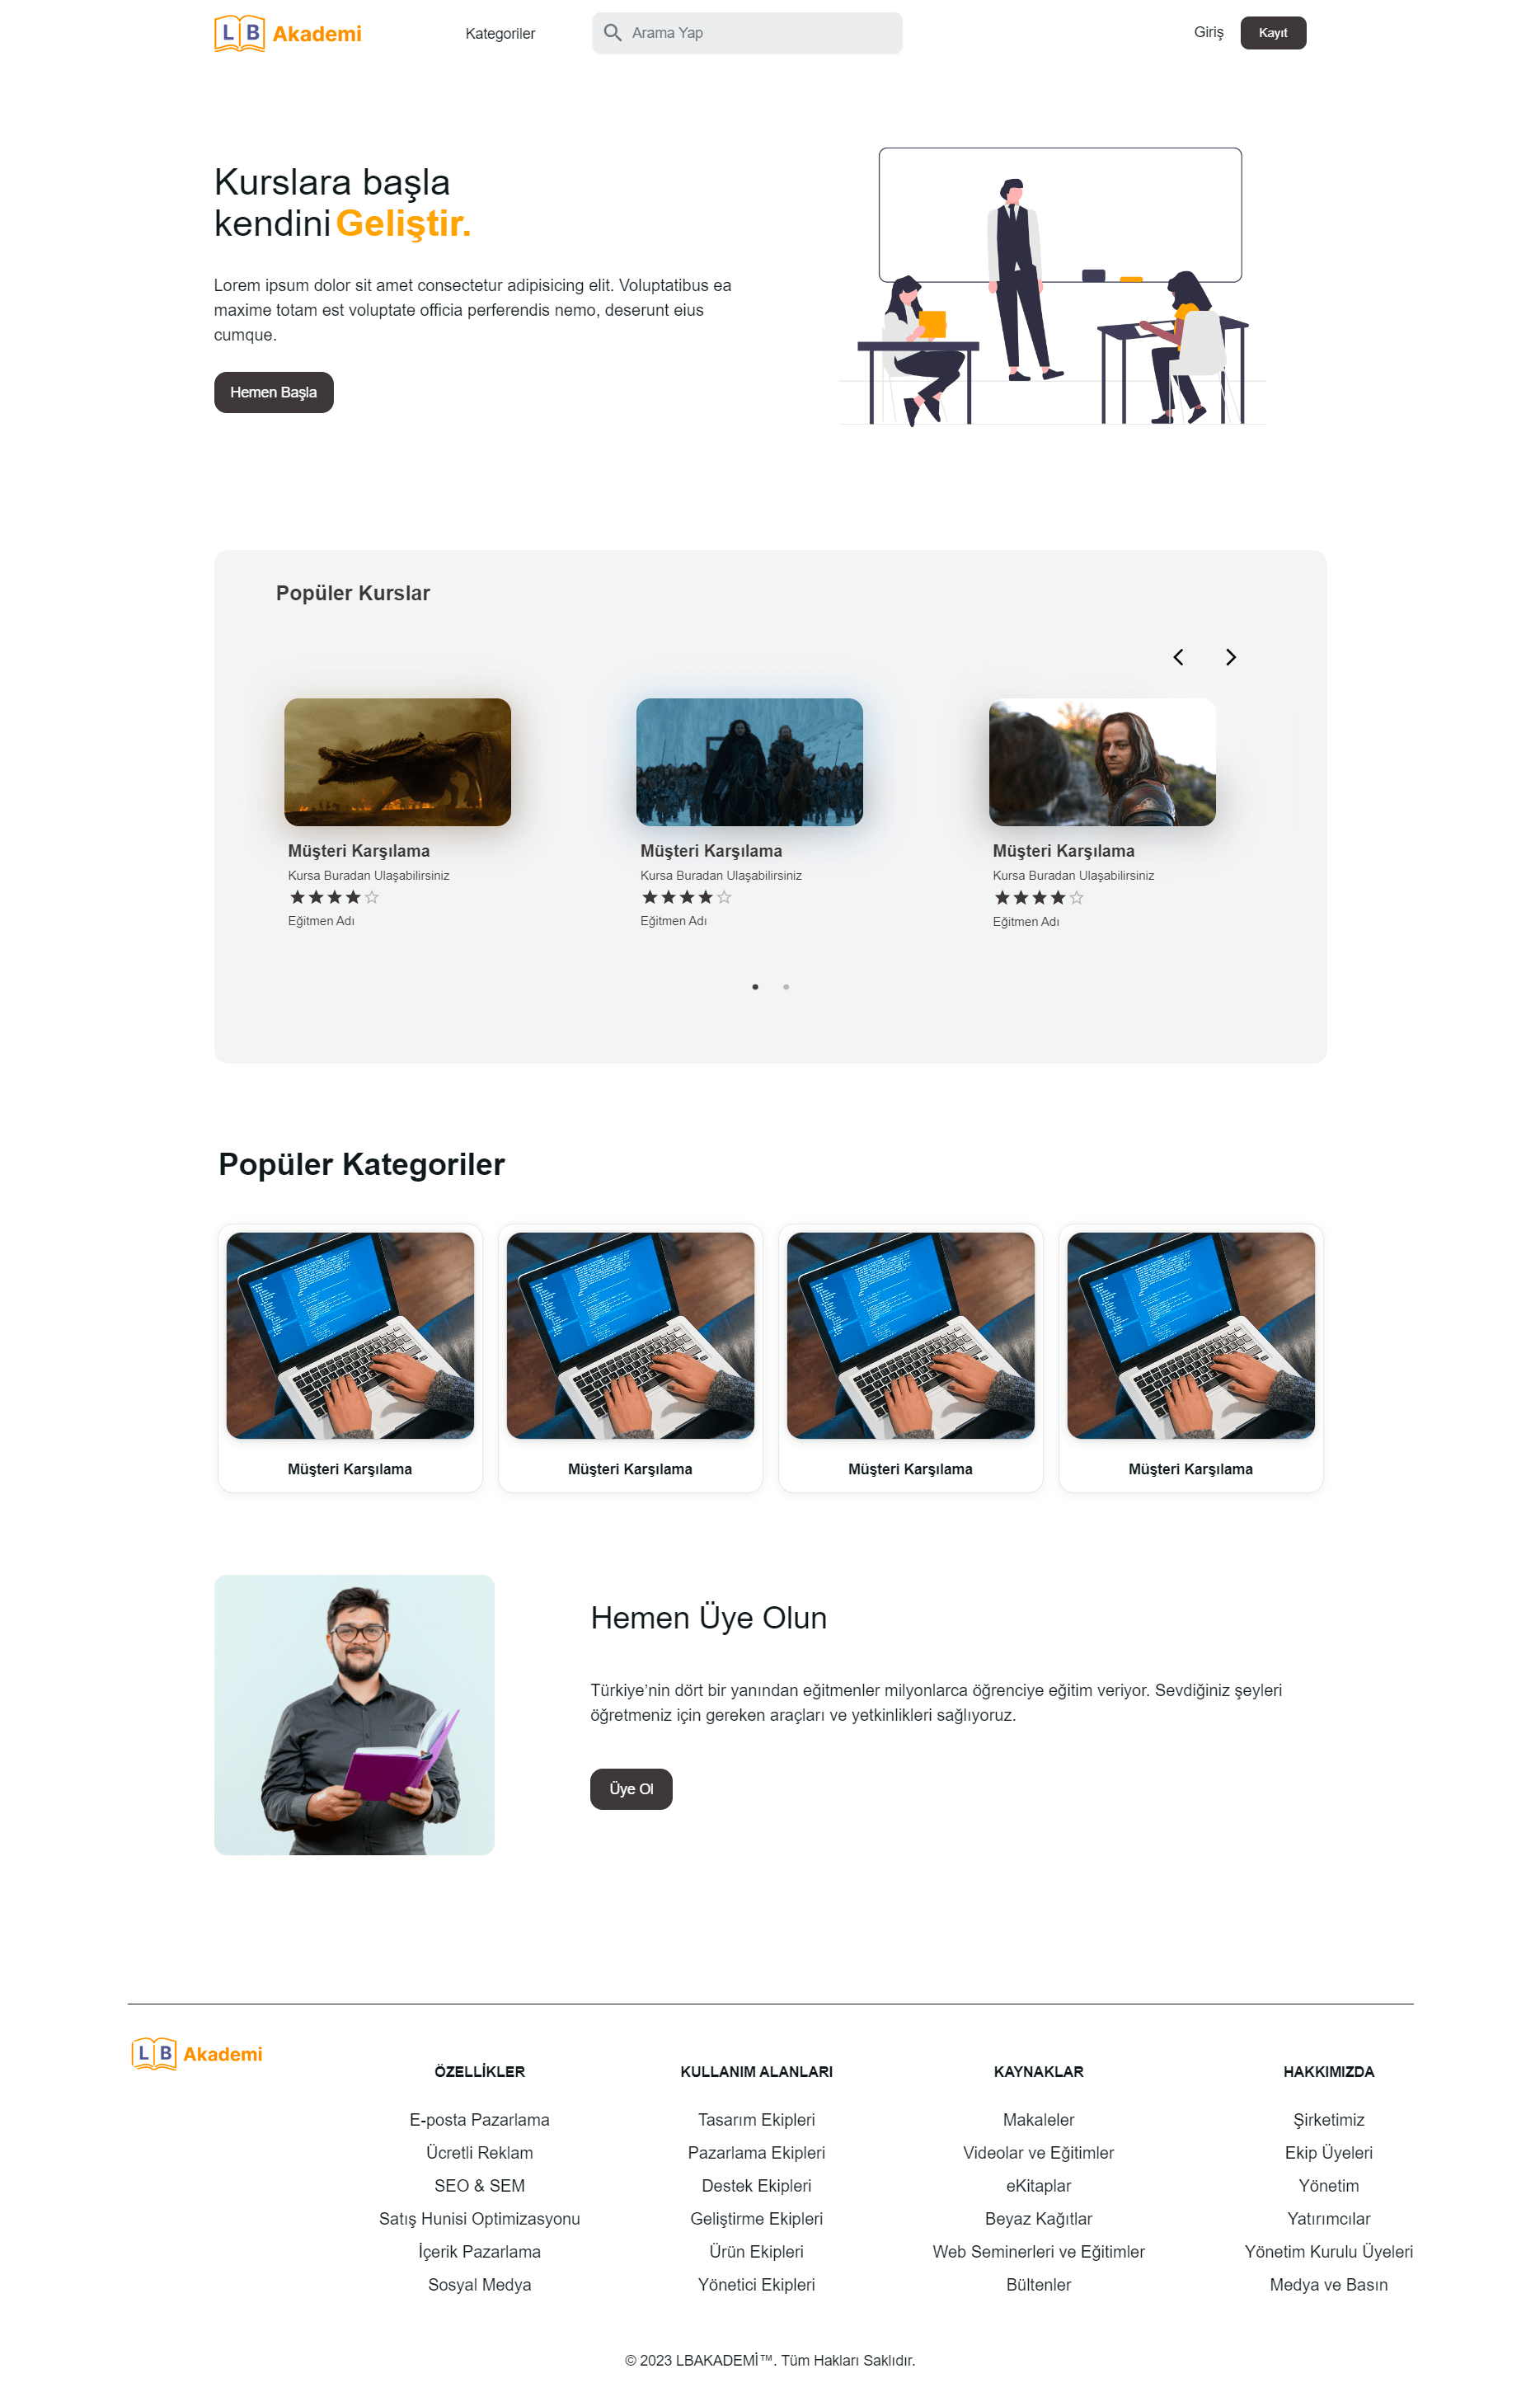 LB Akademi
Kategoriler
Arama Yap
Giriş
Kayıt
Kurslara başla
kendini Geliştir.
Lorem ipsum dolor sit amet consectetur adipisicing elit. Voluptatibus ea
maxime totam est voluptate officia perferendis nemo, deserunt eius
cumque.
Hemen Başla
Popüler Kurslar
Müşteri Karşılama
Kursa Buradan Ulaşabilirsiniz
Eğitmen Adı
Müşteri Karşılama
Kursa Buradan Ulaşabilirsiniz
Eğitmen Adı
Müşteri Karşılama
Kursa Buradan Ulaşabilirsiniz
Eğitmen Adı
Popüler Kategoriler
Müşteri Karşılama
Müşteri Karşılama
Müşteri Karşılama
Müşteri Karşılama
Hemen Üye Olun
Türkiye’nin dört bir yanından eğitmenler milyonlarca öğrenciye eğitim veriyor. Sevdiğiniz şeyleri
öğretmeniz için gereken araçları ve yetkinlikleri sağlıyoruz.
Üye Ol
LB Akademi
ÖZELLİKLER
E-posta Pazarlama
Ücretli Reklam
SEO & SEM
Satış Hunisi Optimizasyonu
İçerik Pazarlama
Sosyal Medya
KULLANIM ALANLARI
Tasarım Ekipleri
Pazarlama Ekipleri
Destek Ekipleri
Geliştirme Ekipleri
Ürün Ekipleri
Yönetici Ekipleri
KAYNAKLAR
Makaleler
Videolar ve Eğitimler
eKitaplar
Beyaz Kağıtlar
Web Seminerleri ve Eğitimler
Bültenler
HAKKIMIZDA
Şirketimiz
Ekip Üyeleri
Yönetim
Yatırımcılar
Yönetim Kurulu Üyeleri
Medya ve Basın
© 2023 LBAKADEMİ™. Tüm Hakları Saklıdır.